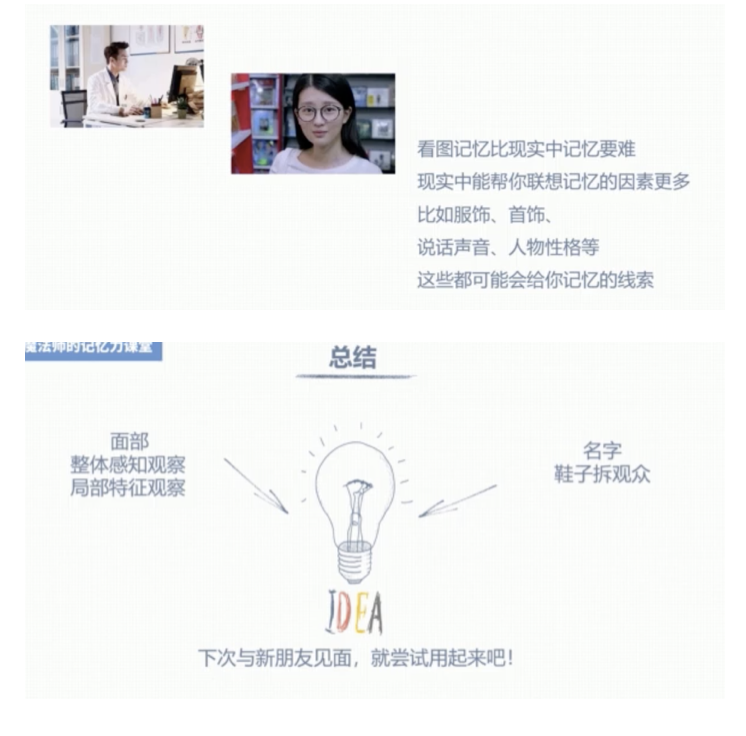 看图记忆比现实中记忆要难
现实中能帮你联想记忆的因素更多
比如服饰、首饰、
说话声音、人物性格等
这些都可能会给你记忆的线索
魔法师的记忆力课堂
总结
面部
整体感知观察
局部特征观察
名字
鞋子拆观众
IDEA
下次与新朋友见面，就尝试用起来吧！